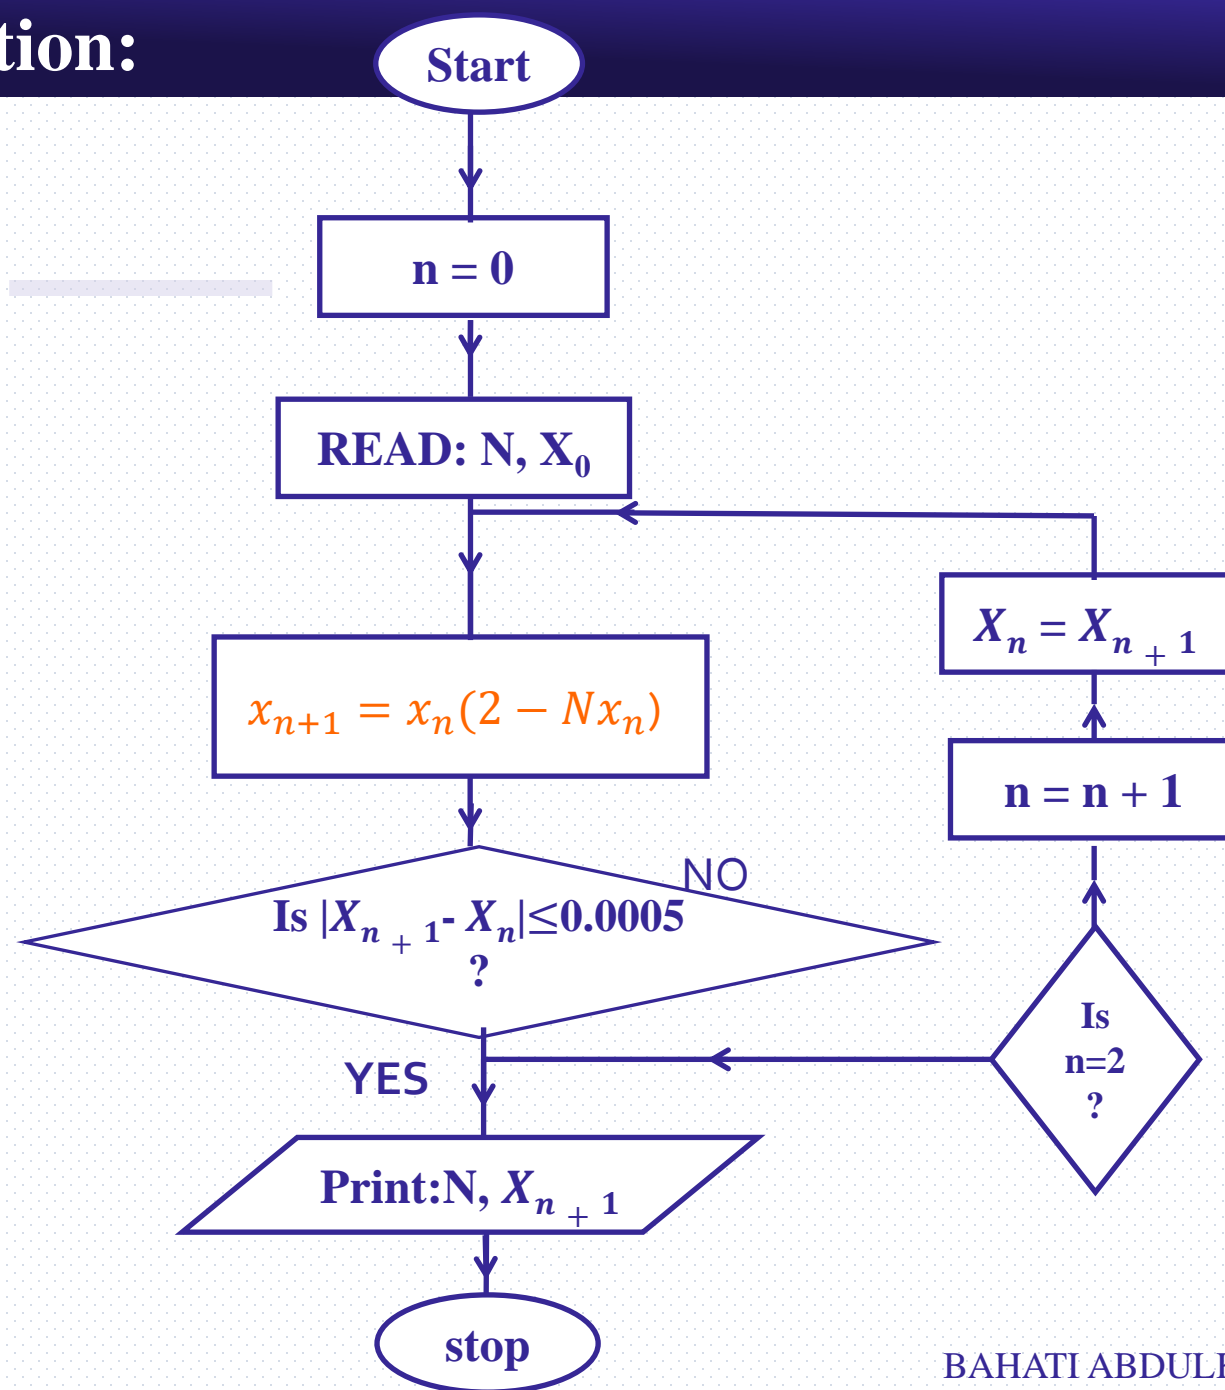 tion:
Start
n = 0
READ: N, X₀
xₙ₊₁ = xₙ(2 − Nxₙ)
Is |Xₙ ₊ ₁- Xₙ|≤0.0005
?
NO
YES
Print:N, Xₙ ₊ ₁
stop
Is
n=2
?
n = n + 1
Xₙ = Xₙ ₊ ₁
BAHATI ABDUL